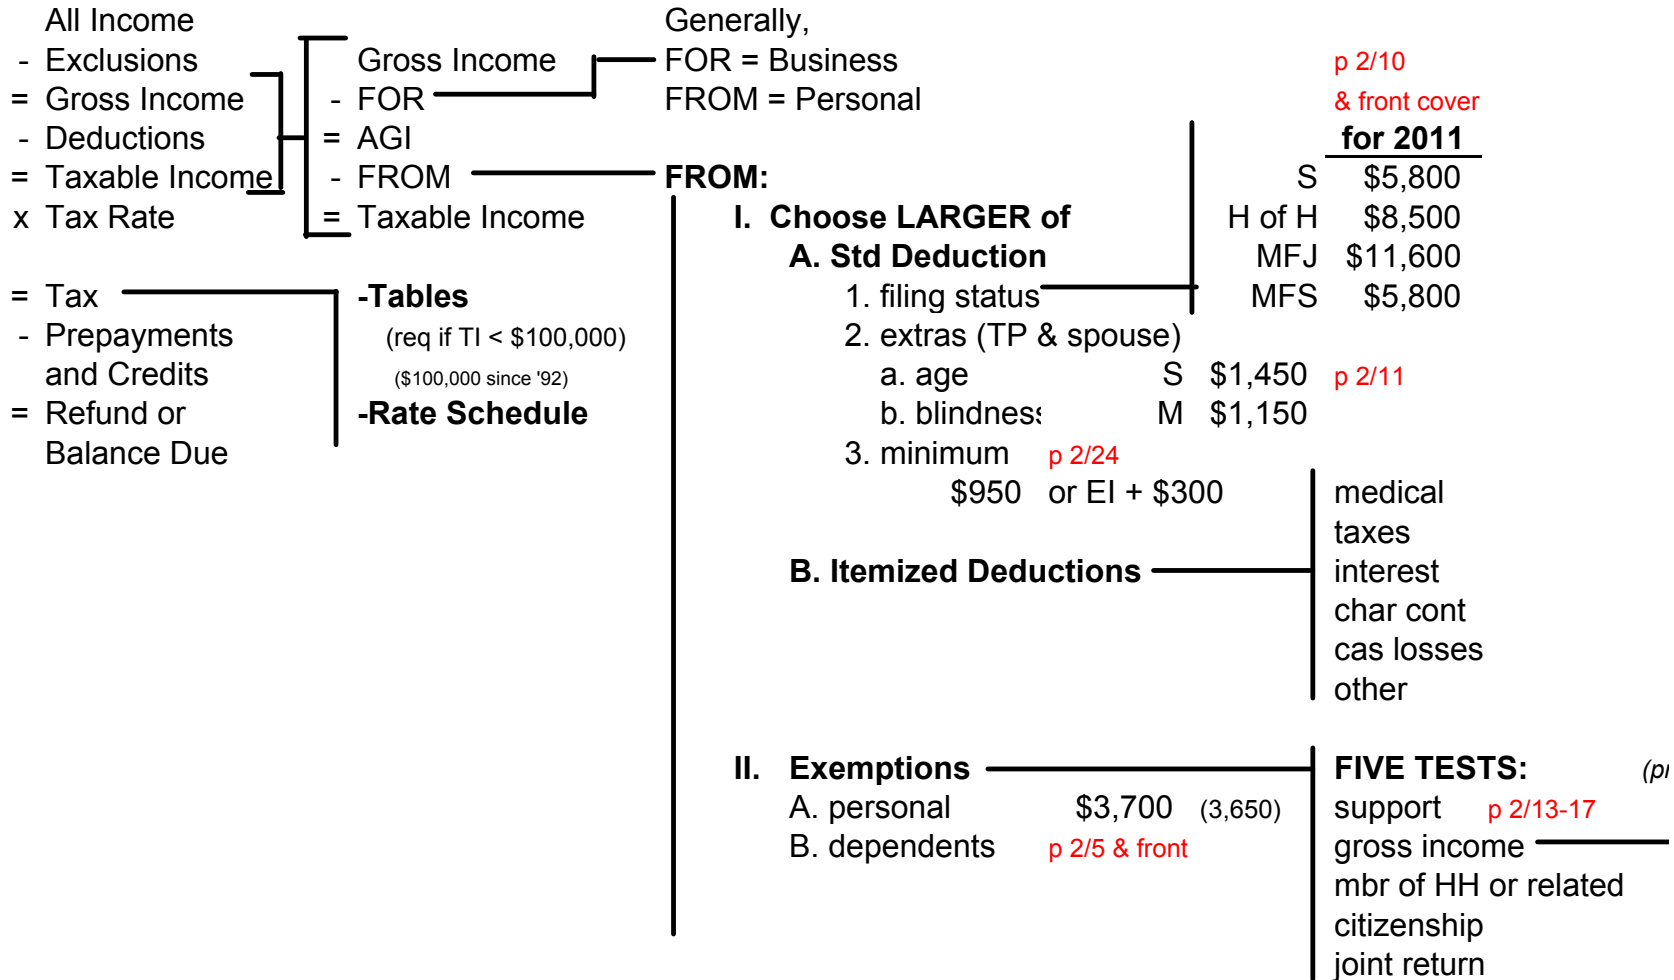 All Income
- Exclusions
= Gross Income
- Deductions
= Taxable Income
x Tax Rate
= Tax
- Prepayments
and Credits
= Refund or
Balance Due
Gross Income
- FOR
= AGI
- FROM
= Taxable Income
-Tables
(req if TI < $100,000)
($100,000 since '92)
-Rate Schedule
Generally,
FOR = Business
FROM = Personal
FROM:
I. Choose LARGER of
A. Std Deduction
1. filing status
p 2/10
& front cover
for 2011
S $5,800
H of H $8,500
MFJ $11,600
MFS $5,800
2. extras (TP & spouse)
a. age S $1,450 p 2/11
b. blindness M $1,150
3. minimum p 2/24
$950 or EI + $300
B. Itemized Deductions
medical
taxes
interest
char cont
cas losses
other
II. Exemptions
A. personal $3,700 (3,650)
B. dependents p 2/5 & front
FIVE TESTS:
support p 2/13-17
gross income
mbr of HH or related
citizenship
joint return